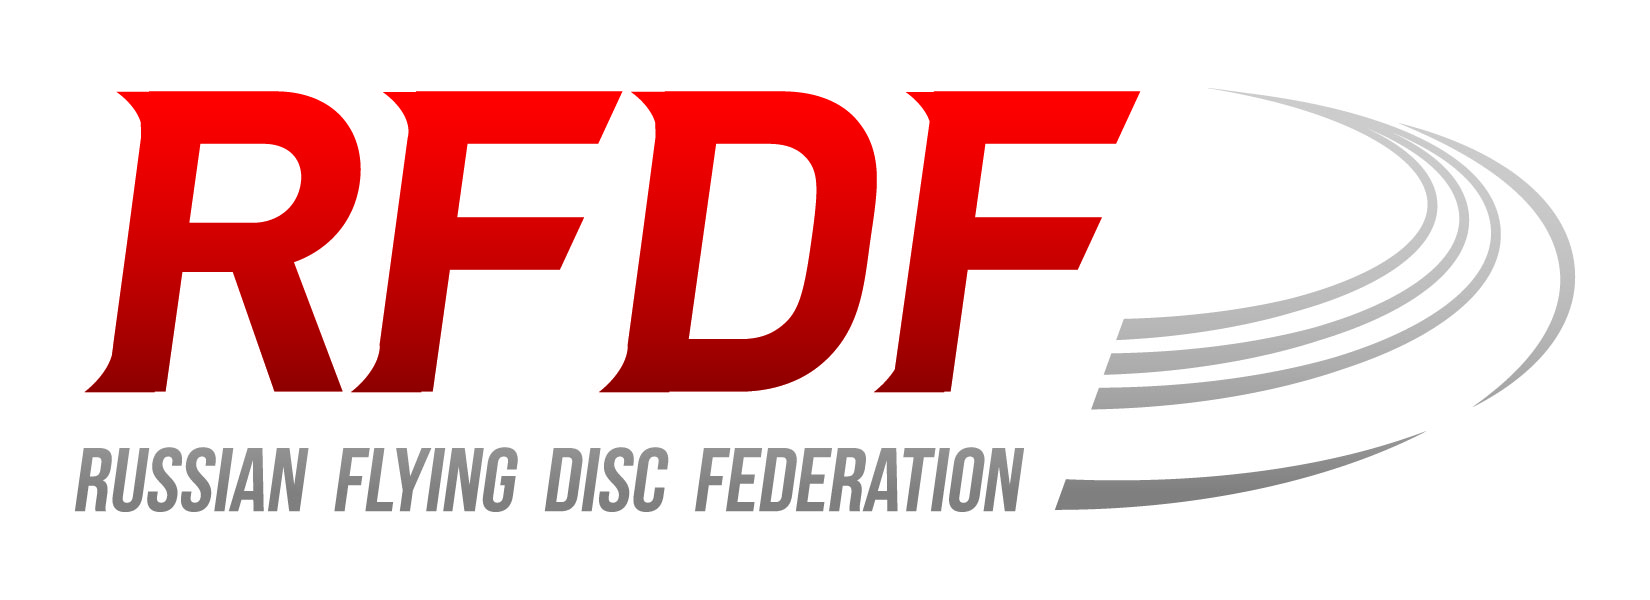 RFDF
RUSSIAN FLYING DISC FEDERATION